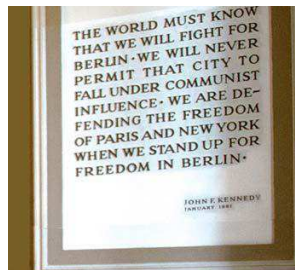 THE WORLD MUST KNOW
THAT WE WILL FIGHT FOR
BERLIN · WE WILL NEVER
PERMIT THAT CITY TO
FALL UNDER COMMUNIST
INFLUENCE · WE ARE DE-
FENDING THE FREEDOM
OF PARIS AND NEW YORK
WHEN WE STAND UP FOR
FREEDOM IN BERLIN ·
JOHN F. KENNEDY
JANUARY 1961